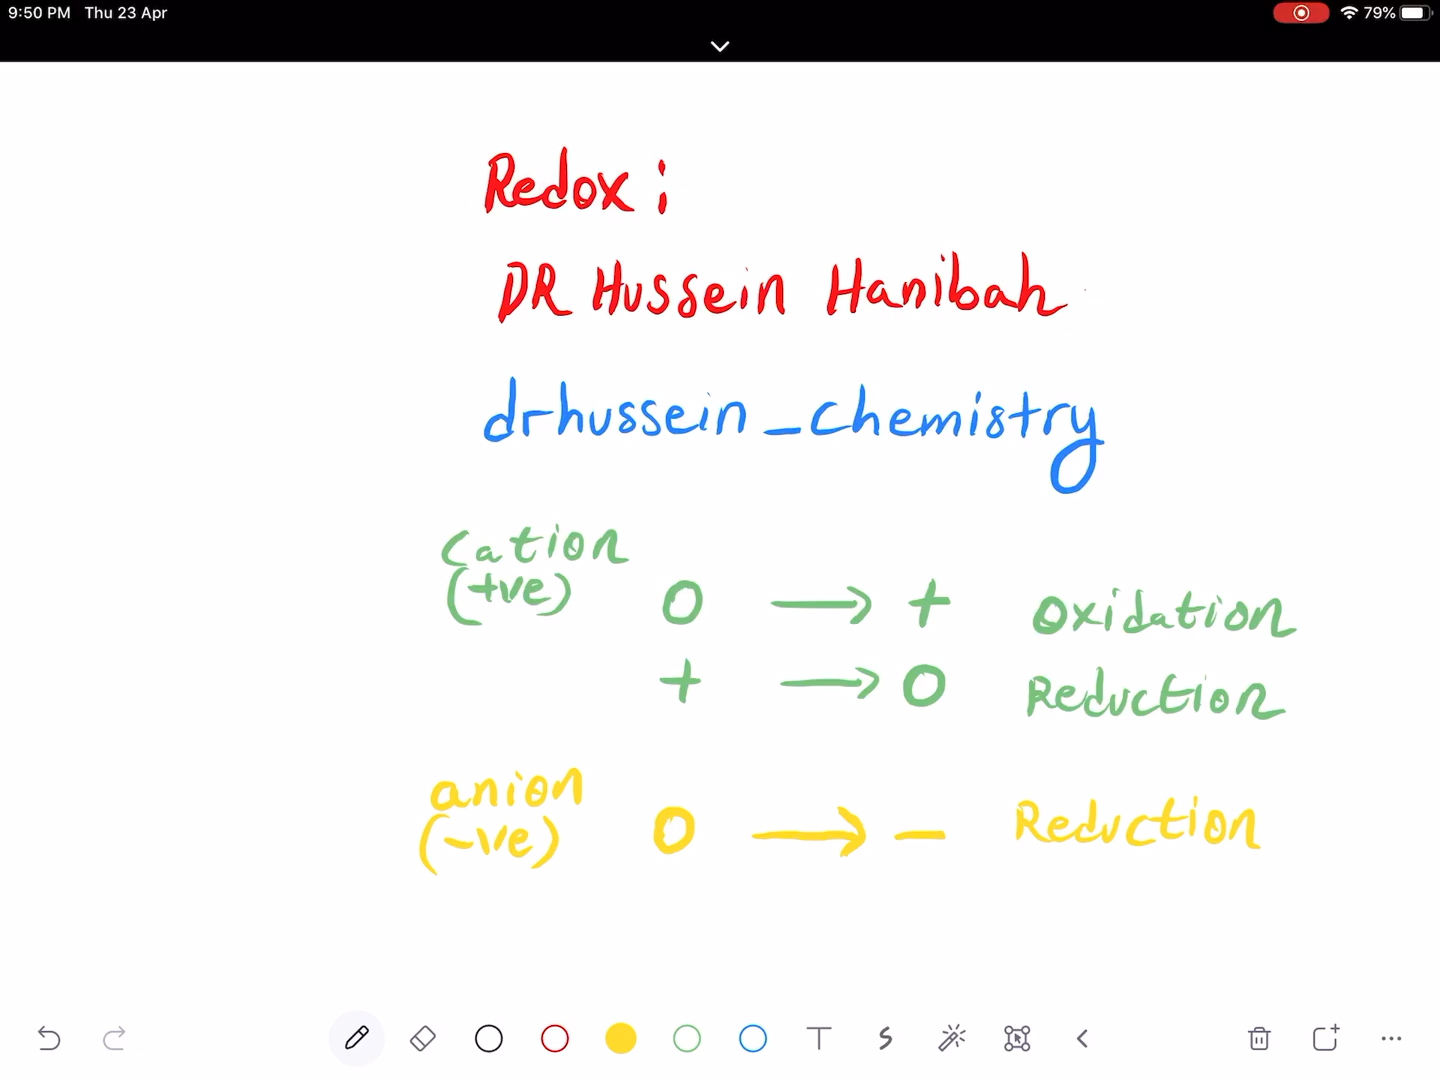 9:50 PM Thu 23 Apr
79%
Redox :
DR Hussein Hanibah
drhussein_chemistry
Cation
(+ve) 0 → + Oxidation
+ → 0 Reduction
anion
(-ve) 0 → - Reduction